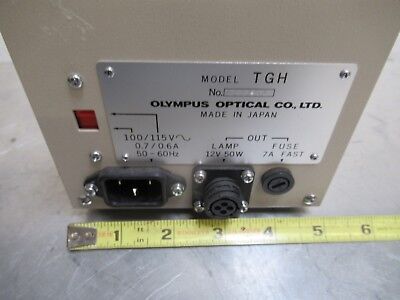 MODEL TGH
No.
OLYMPUS OPTICAL CO., LTD.
MADE IN JAPAN
100/115V~
0.7/0.6A
50-60Hz
OUT
LAMP
12V 50W
FUSE
7A FAST
1 2 3 4 5 6